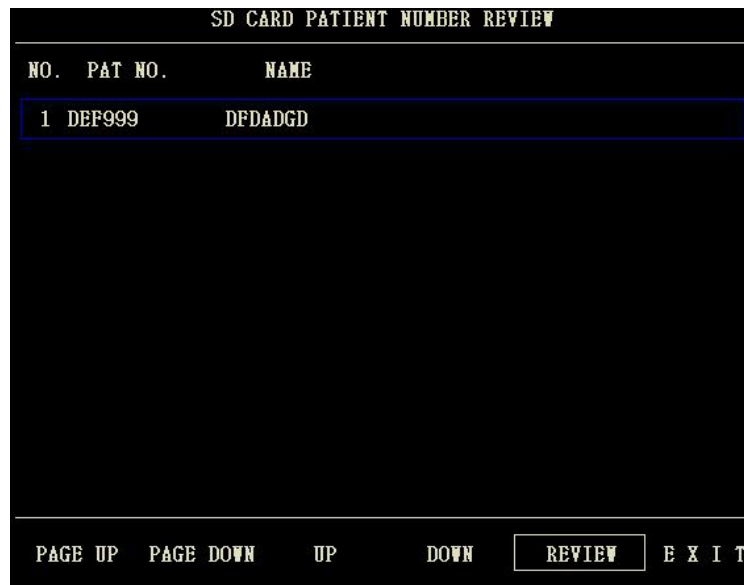 SD CARD PATIENT NUMBER REVIEW
NO. PAT NO. NAME
1 DEF999 DFDADGD
PAGE UP PAGE DOWN UP DOWN REVIEW E X I T